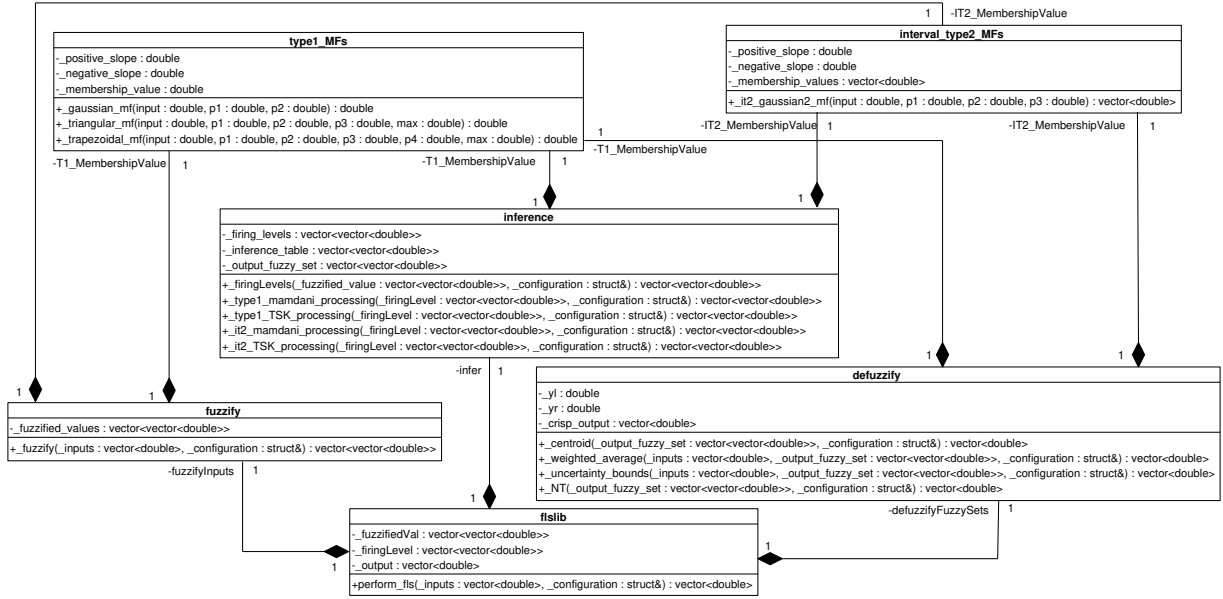 1 -IT2_MembershipValue
type1_MFs
-_positive_slope : double
-_negative_slope : double
-_membership_value : double
+_gaussian_mf(input : double, p1 : double, p2 : double) : double
+_triangular_mf(input : double, p1 : double, p2 : double, p3 : double, max : double) : double
+_trapezoidal_mf(input : double, p1 : double, p2 : double, p3 : double, p4 : double, max : double) : double
interval_type2_MFs
-_positive_slope : double
-_negative_slope : double
-_membership_values : vector<double>
+_it2_gaussian2_mf(input : double, p1 : double, p2 : double, p3 : double) : vector<double>
-T1_MembershipValue 1
-T1_MembershipValue 1
1
-T1_MembershipValue
-IT2_MembershipValue 1
-IT2_MembershipValue 1
1
1
inference
-_firing_levels : vector<vector<double>>
-_inference_table : vector<vector<double>>
-_output_fuzzy_set : vector<vector<double>>
+_firingLevels(_fuzzified_value : vector<vector<double>>, _configuration : struct&) : vector<vector<double>>
+_type1_mamdani_processing(_firingLevel : vector<vector<double>>, _configuration : struct&) : vector<vector<double>>
+_type1_TSK_processing(_firingLevel : vector<vector<double>>, _configuration : struct&) : vector<vector<double>>
+_it2_mamdani_processing(_firingLevel : vector<vector<double>>, _configuration : struct&) : vector<vector<double>>
+_it2_TSK_processing(_firingLevel : vector<vector<double>>, _configuration : struct&) : vector<vector<double>>
-infer 1
1
1
1
1
fuzzify
-_fuzzified_values : vector<vector<double>>
+_fuzzify(_inputs : vector<double>, _configuration : struct&) : vector<vector<double>>
-fuzzifyInputs 1
defuzzify
-_yl : double
-_yr : double
-_crisp_output : vector<double>
+_centroid(_output_fuzzy_set : vector<vector<double>>, _configuration : struct&) : vector<double>
+_weighted_average(_inputs : vector<double>, _output_fuzzy_set : vector<vector<double>>, _configuration : struct&) : vector<double>
+_uncertainty_bounds(_inputs : vector<double>, _output_fuzzy_set : vector<vector<double>>, _configuration : struct&) : vector<double>
+_NT(_output_fuzzy_set : vector<vector<double>>, _configuration : struct&) : vector<double>
-defuzzifyFuzzySets 1
1
1
1
flslib
-_fuzzifiedVal : vector<vector<double>>
-_firingLevel : vector<vector<double>>
-_output : vector<double>
+perform_fls(_inputs : vector<double>, _configuration : struct&) : vector<double>